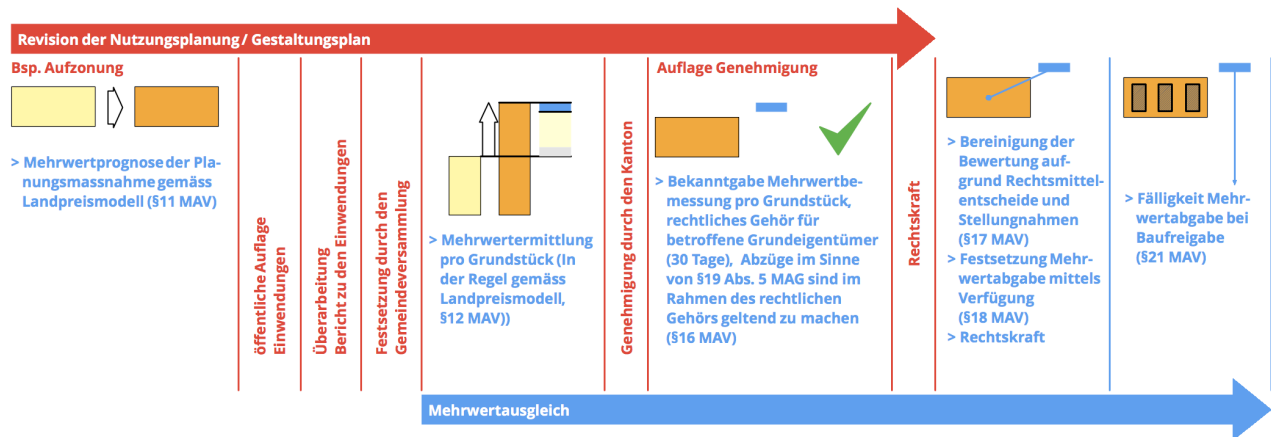 Revision der Nutzungsplanung / Gestaltungsplan
Bsp. Aufzonung
> Mehrwertprognose der Pla-
nungsmassnahme gemäss
Landpreismodell (§11 MAV)
öffentliche Auflage
Einwendungen
Überarbeitung
Bericht zu den Einwendungen
Festsetzung durch den
Gemeindeversammlung
> Mehrwertermittlung
pro Grundstück (In
der Regel gemäss
Landpreismodell,
§12 MAV))
Genehmigung durch den Kanton
Auflage Genehmigung
> Bekanntgabe Mehrwertbe-
messung pro Grundstück,
rechtliches Gehör für
betroffene Grundeigentümer
(30 Tage), Abzüge im Sinne
von §19 Abs. 5 MAG sind im
Rahmen des rechtlichen
Gehörs geltend zu machen
(§16 MAV)
Rechtskraft
> Bereinigung der
Bewertung auf-
grund Rechtsmittel-
entscheide und
Stellungnahmen
(§17 MAV)
> Festsetzung Mehr-
wertabgabe mittels
Verfügung
(§18 MAV)
> Rechtskraft
> Fälligkeit Mehr-
wertabgabe bei
Baufreigabe
(§21 MAV)
Mehrwertausgleich